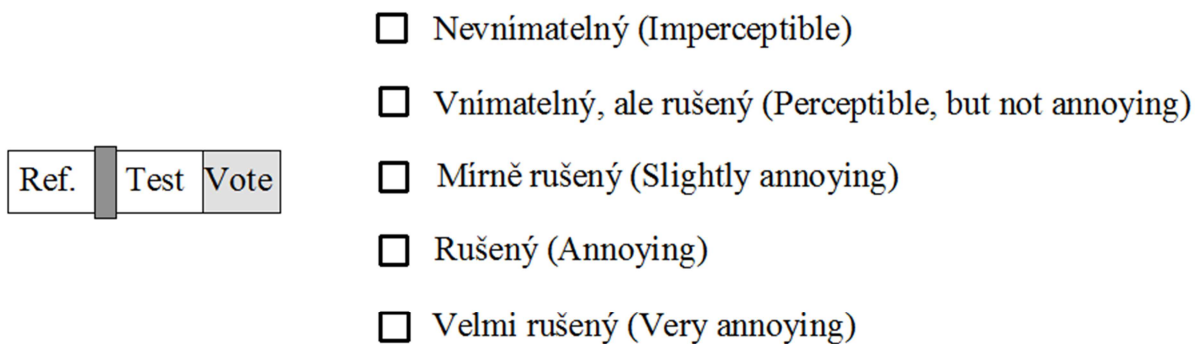 Nevnímatelný (Imperceptible)
Vnímatelný, ale rušený (Perceptible, but not annoying)
Ref. Test Vote
Mírně rušený (Slightly annoying)
Rušený (Annoying)
Velmi rušený (Very annoying)